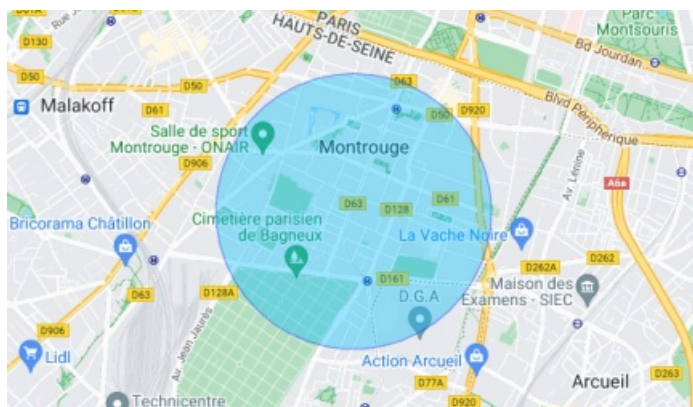 D61A
Rue J
PARIS
HAUTS-DE-SEINE
Parc
Montsouris
D130
Bd Jourdan
D50
D50
D63
Malakoff
D61
D50
D920
Blvd Périphérique
Salle de sport
Montrouge - ONAIR
Montrouge
D906
Av. Lénine
A6a
D63
D128
D61
Bricorama Châtillon
Cimetière parisien
de Bagneux
La Vache Noire
D262
D262A
D63
D128A
D161
Maison des
Examens - SIEC
D.G.A
D906
Av. Jean Jaurès
Lidl
Action Arcueil
D77A
Arcueil
D263
Technicentre
D920